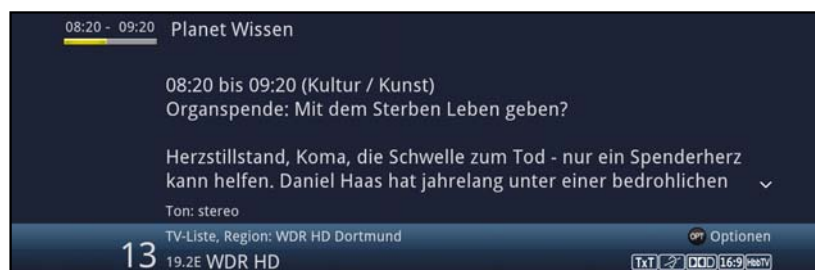 08:20 - 09:20 Planet Wissen
08:20 bis 09:20 (Kultur / Kunst)
Organspende: Mit dem Sterben Leben geben?
Herzstillstand, Koma, die Schwelle zum Tod - nur ein Spenderherz
kann helfen. Daniel Haas hat jahrelang unter einer bedrohlichen
Ton: stereo
TV-Liste, Region: WDR HD Dortmund OPT Optionen
13 19.2E WDR HD TxT 16:9 HbbTV